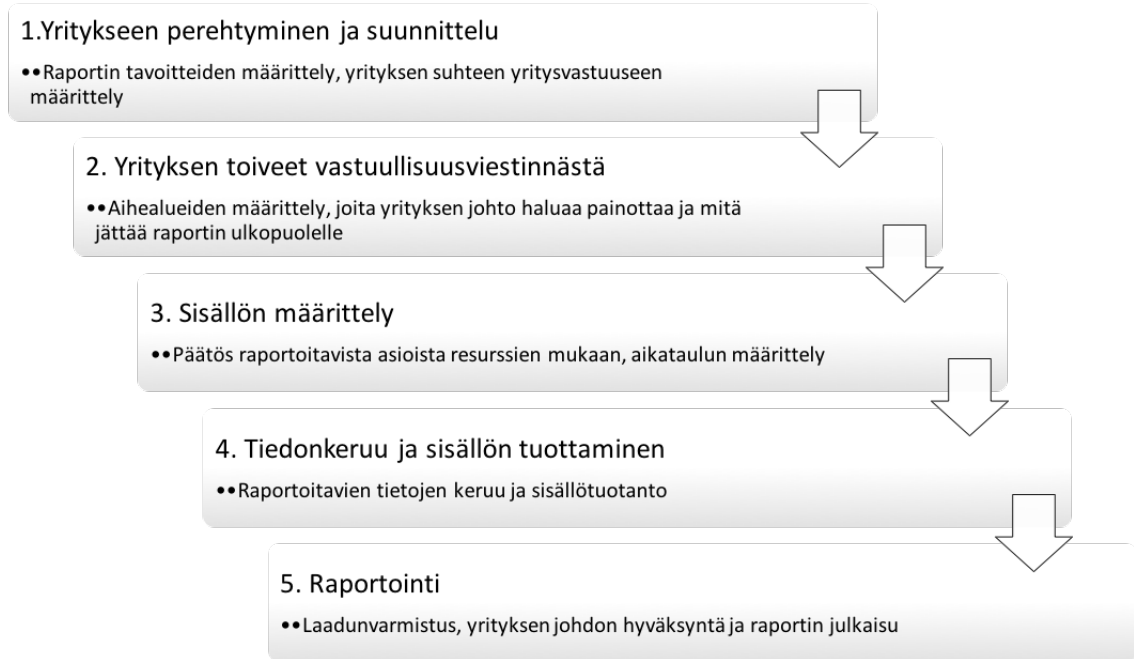 1.Yritykseen perehtyminen ja suunnittelu
••Raportin tavoitteiden määrittely, yrityksen suhteen yritysvastuuseen
määrittely
2. Yrityksen toiveet vastuullisuusviestinnästä
••Aihealueiden määrittely, joita yrityksen johto haluaa painottaa ja mitä
jättää raportin ulkopuolelle
3. Sisällön määrittely
••Päätös raportoitavista asioista resurssien mukaan, aikataulun määrittely
4. Tiedonkeruu ja sisällön tuottaminen
••Raportoitavien tietojen keruu ja sisällötuotanto
5. Raportointi
••Laadunvarmistus, yrityksen johdon hyväksyntä ja raportin julkaisu